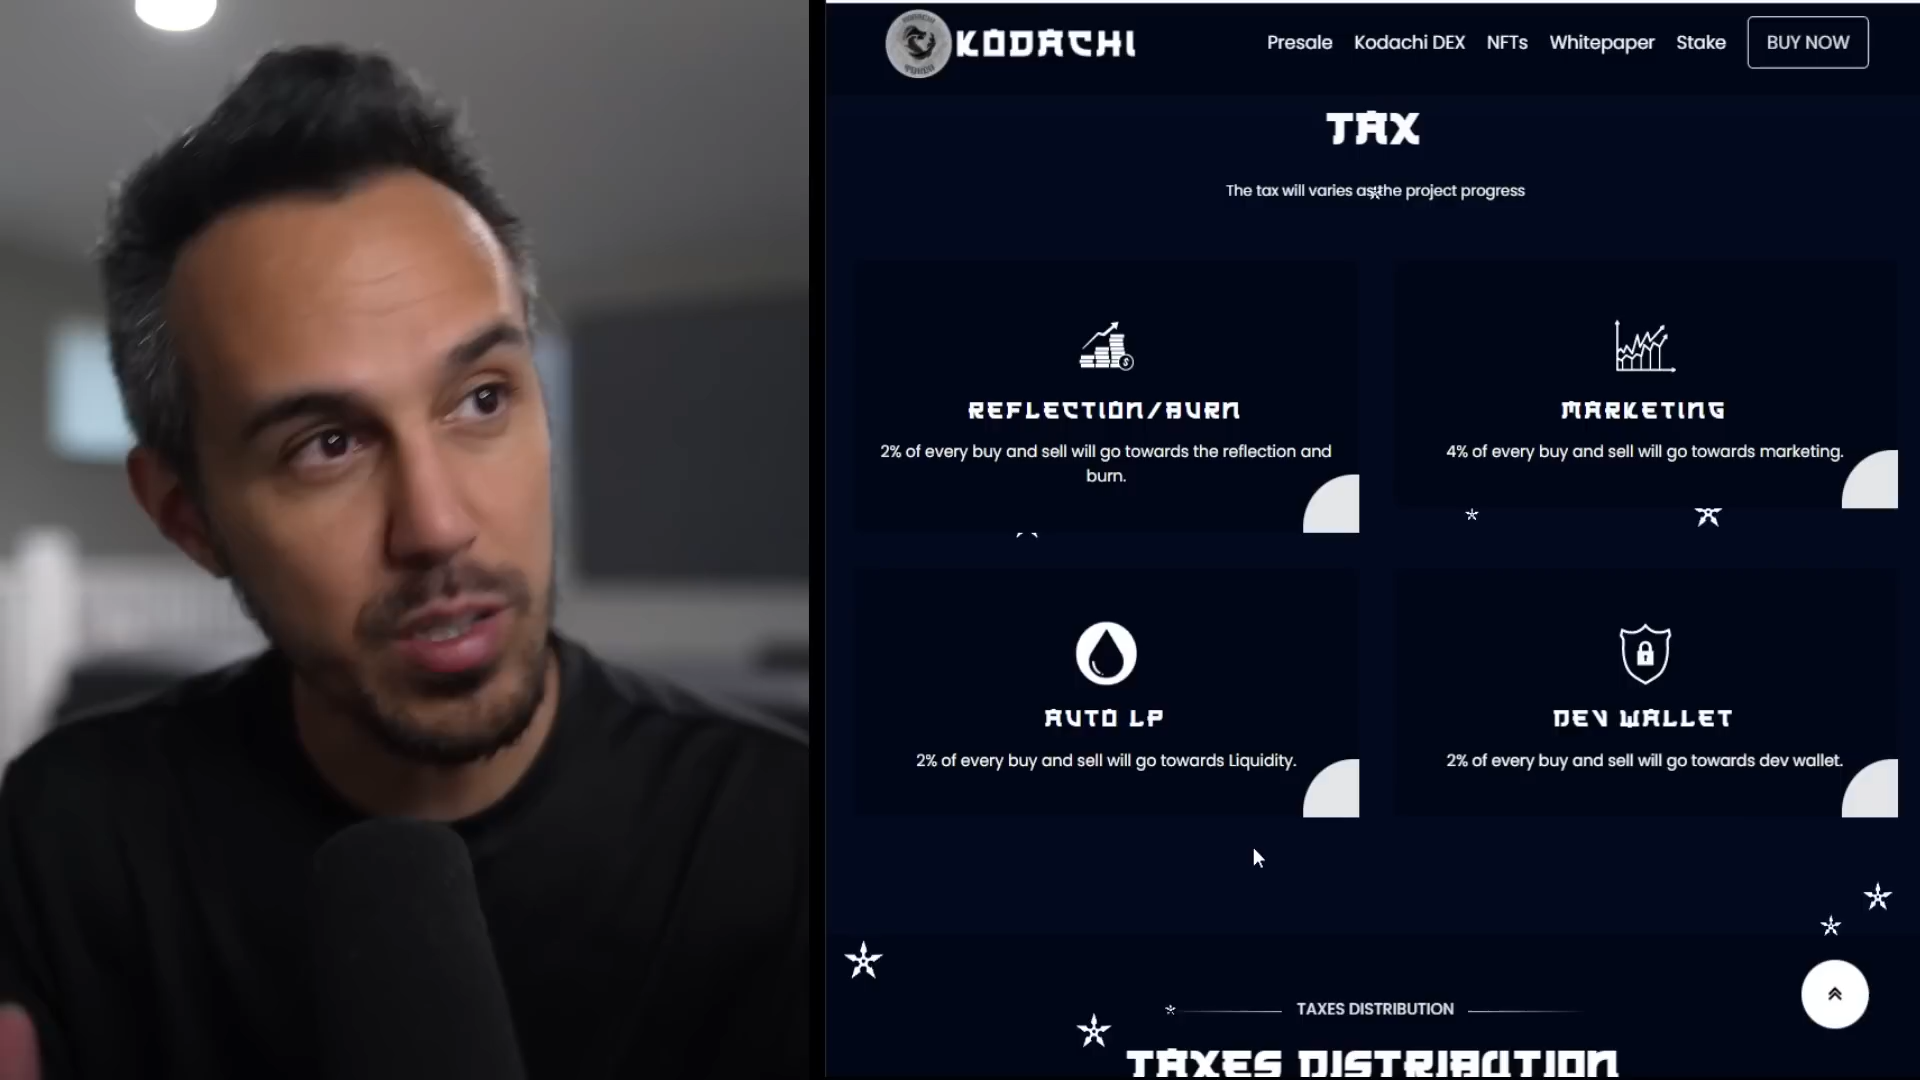 KODACHI
Presale Kodachi DEX NFTs Whitepaper Stake BUY NOW
TAX
The tax will varies as the project progress
REFLECTION/BURN
2% of every buy and sell will go towards the reflection and
burn.
MARKETING
4% of every buy and sell will go towards marketing.
AUTO LP
2% of every buy and sell will go towards Liquidity.
DEV WALLET
2% of every buy and sell will go towards dev wallet.
TAXES DISTRIBUTION
TAXES DISTRIBUTION